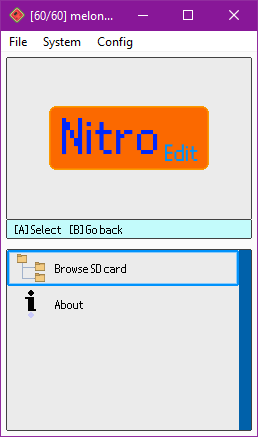 [60/60] melon...
File System Config
Nitro
Edit
[A]Select [B]Go back
Browse SD card
About